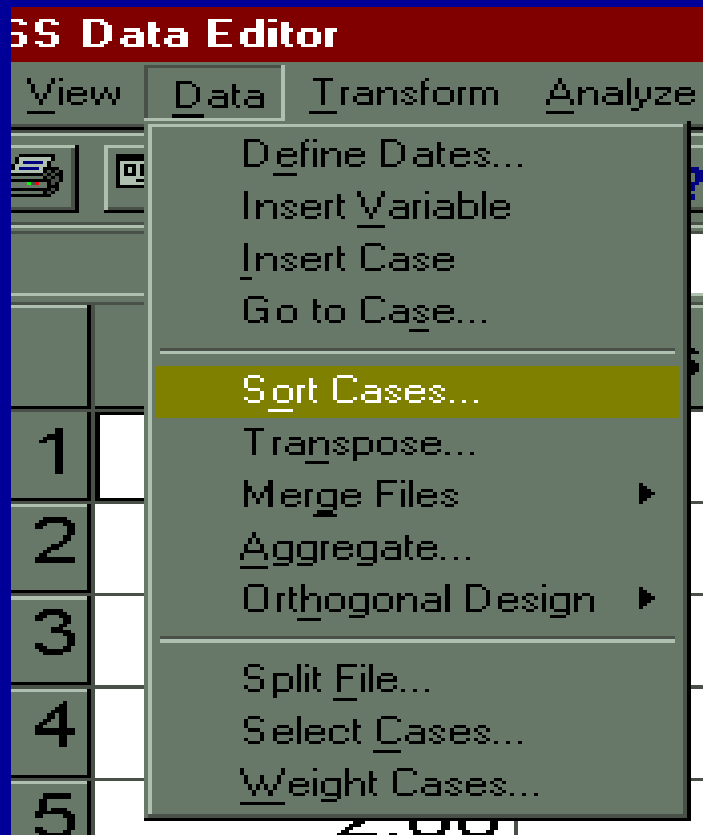 SS Data Editor
View Data Transform Analyze
Define Dates...
Insert Variable
Insert Case
Go to Case...
Sort Cases...
1
Transpose...
Merge Files
2
Aggregate...
Orthogonal Design
3
Split File...
4
Select Cases...
Weight Cases...
5